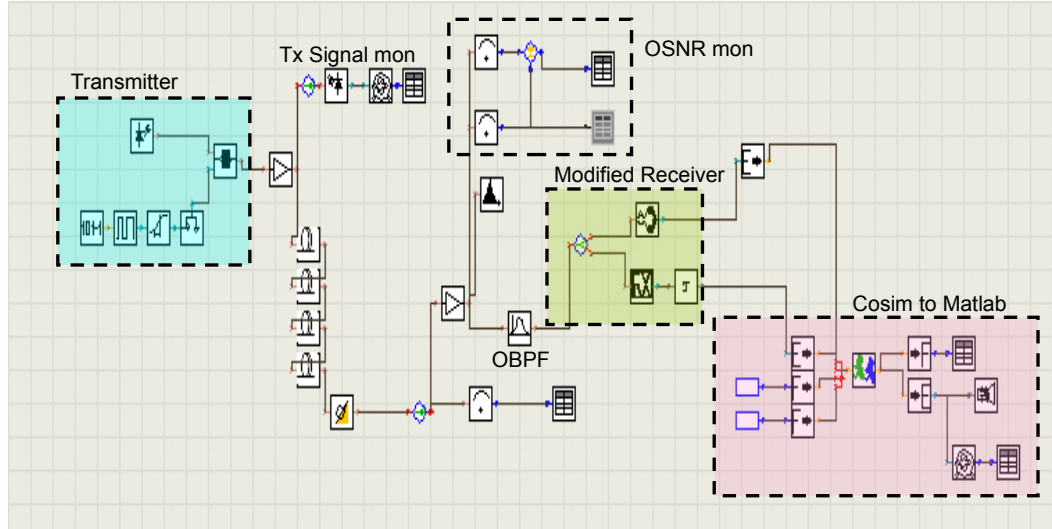 OSNR mon
Tx Signal mon
Transmitter
Modified Receiver
Cosim to Matlab
OBPF